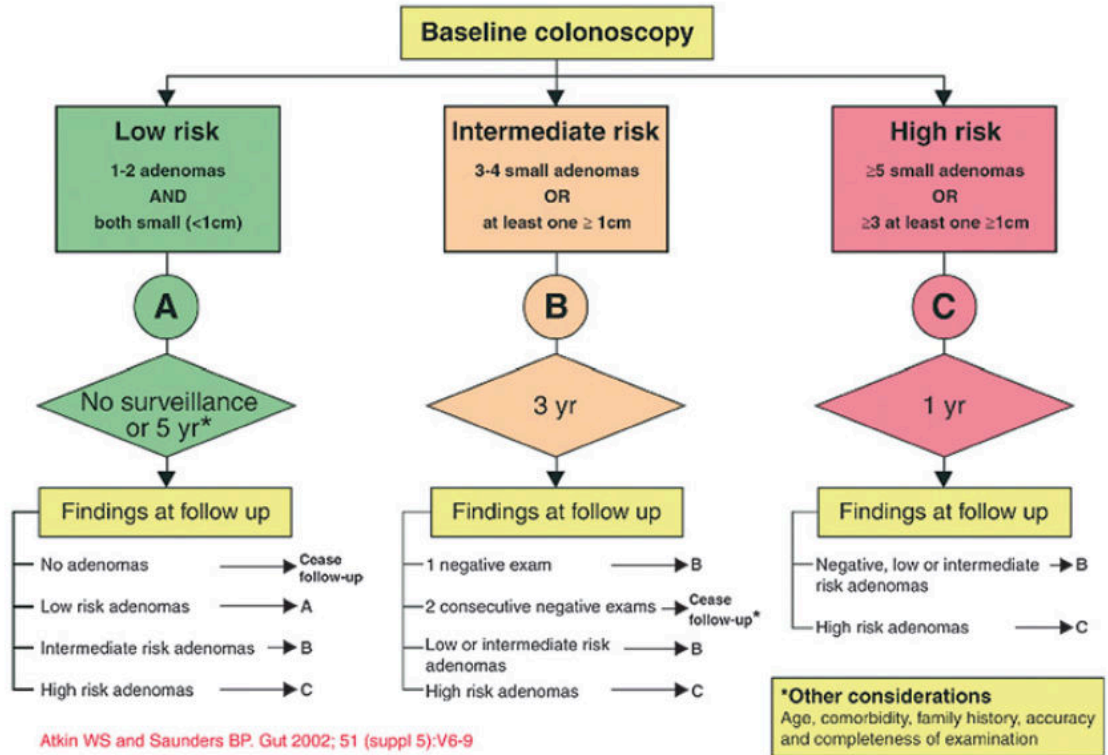 Baseline colonoscopy
Low risk
1-2 adenomas
AND
both small (<1cm)
Intermediate risk
3-4 small adenomas
OR
at least one ≥ 1cm
High risk
≥5 small adenomas
OR
≥3 at least one ≥1cm
A
B
C
No surveillance
or 5 yr*
3 yr
1 yr
Findings at follow up
No adenomas
Cease
follow-up
Low risk adenomas
A
Intermediate risk adenomas
B
High risk adenomas
C
Findings at follow up
1 negative exam
B
2 consecutive negative exams
Cease
follow-up*
Low or intermediate risk
adenomas
B
High risk adenomas
C
Findings at follow up
Negative, low or intermediate
risk adenomas
B
High risk adenomas
C
*Other considerations
Age, comorbidity, family history, accuracy
and completeness of examination
Atkin WS and Saunders BP. Gut 2002; 51 (suppl 5):V6-9